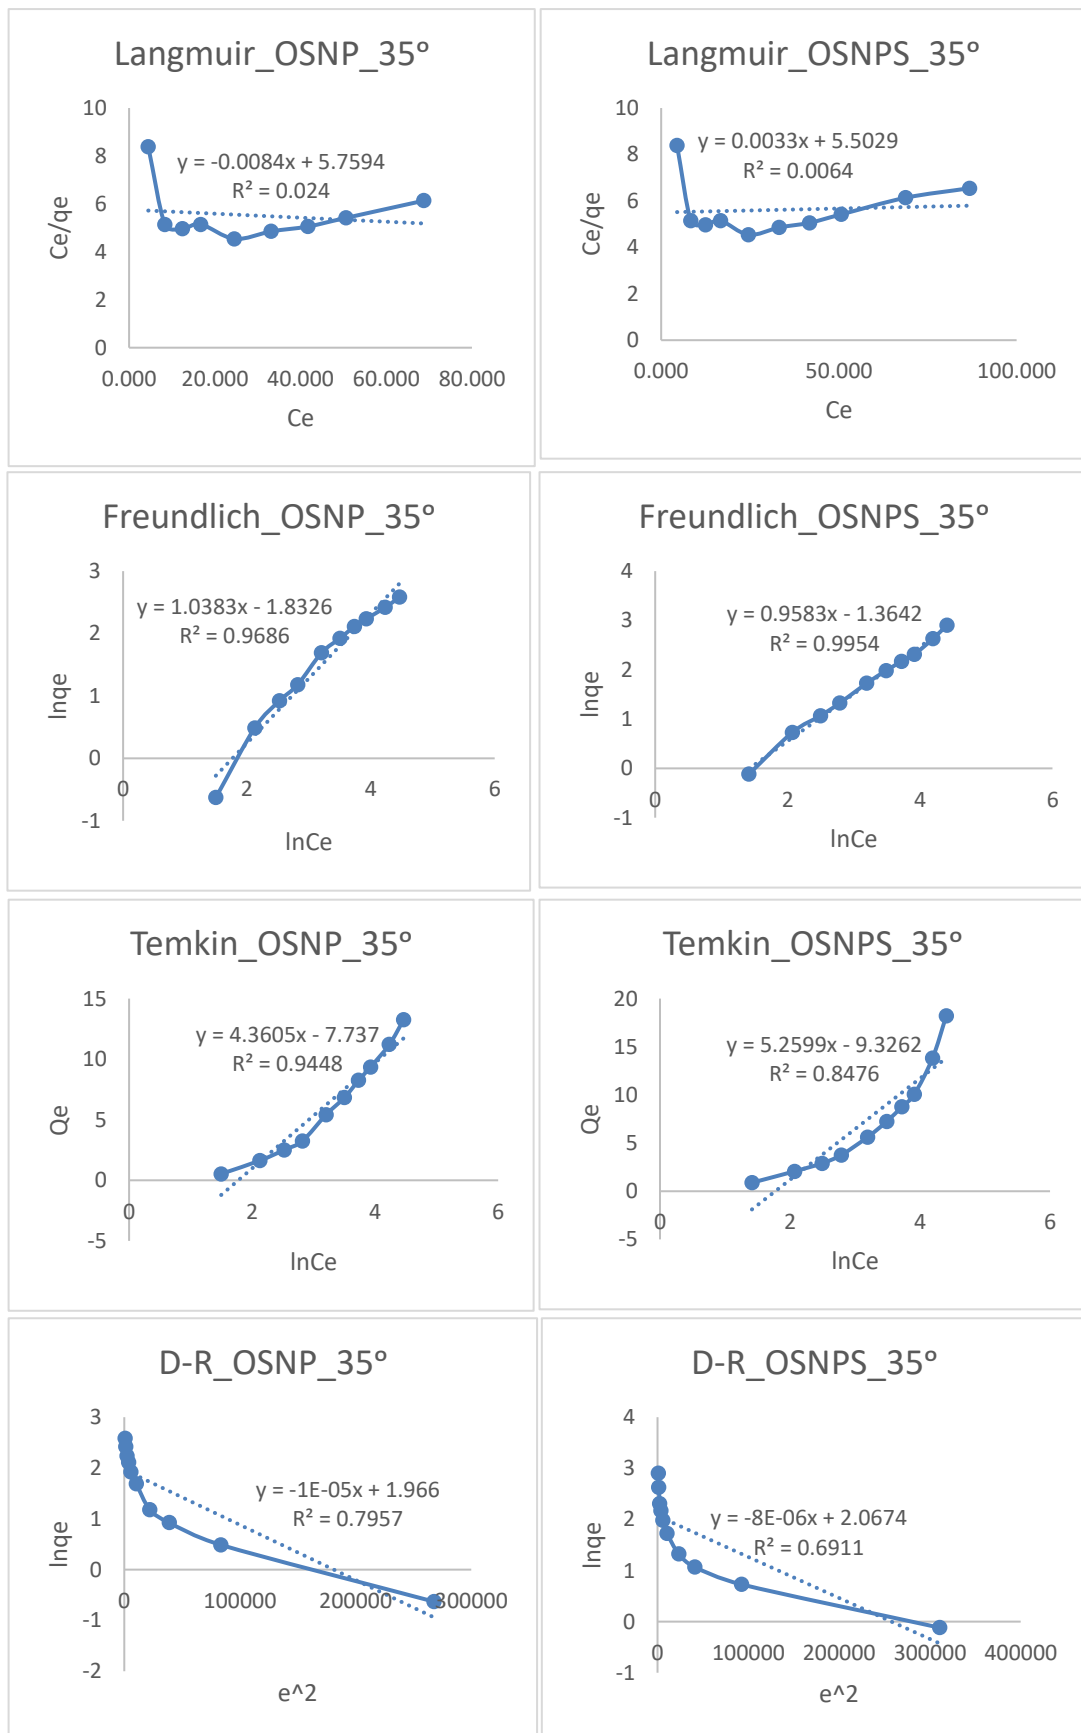 Langmuir_OSNP_35º
Ce/qe
10
8
6
4
2
0
y = -0.0084x + 5.7594
R² = 0.024
0.000 20.000 40.000 60.000 80.000
Ce
Langmuir_OSNPS_35º
Ce/qe
10
8
6
4
2
0
y = 0.0033x + 5.5029
R² = 0.0064
0.000 50.000 100.000
Ce
Freundlich_OSNP_35º
lnqe
3
2
1
0
-1
y = 1.0383x - 1.8326
R² = 0.9686
0 2 4 6
lnCe
Freundlich_OSNPS_35º
lnqe
4
3
2
1
0
-1
y = 0.9583x - 1.3642
R² = 0.9954
0 2 4 6
lnCe
Temkin_OSNP_35º
Qe
15
10
5
0
-5
y = 4.3605x - 7.737
R² = 0.9448
0 2 4 6
lnCe
Temkin_OSNPS_35º
Qe
20
15
10
5
0
-5
y = 5.2599x - 9.3262
R² = 0.8476
0 2 4 6
lnCe
D-R_OSNP_35º
lnqe
3
2
1
0
-1
-2
y = -1E-05x + 1.966
R² = 0.7957
0 100000 200000 300000
e^2
D-R_OSNPS_35º
lnqe
4
3
2
1
0
-1
y = -8E-06x + 2.0674
R² = 0.6911
0 100000 200000 300000 400000
e^2